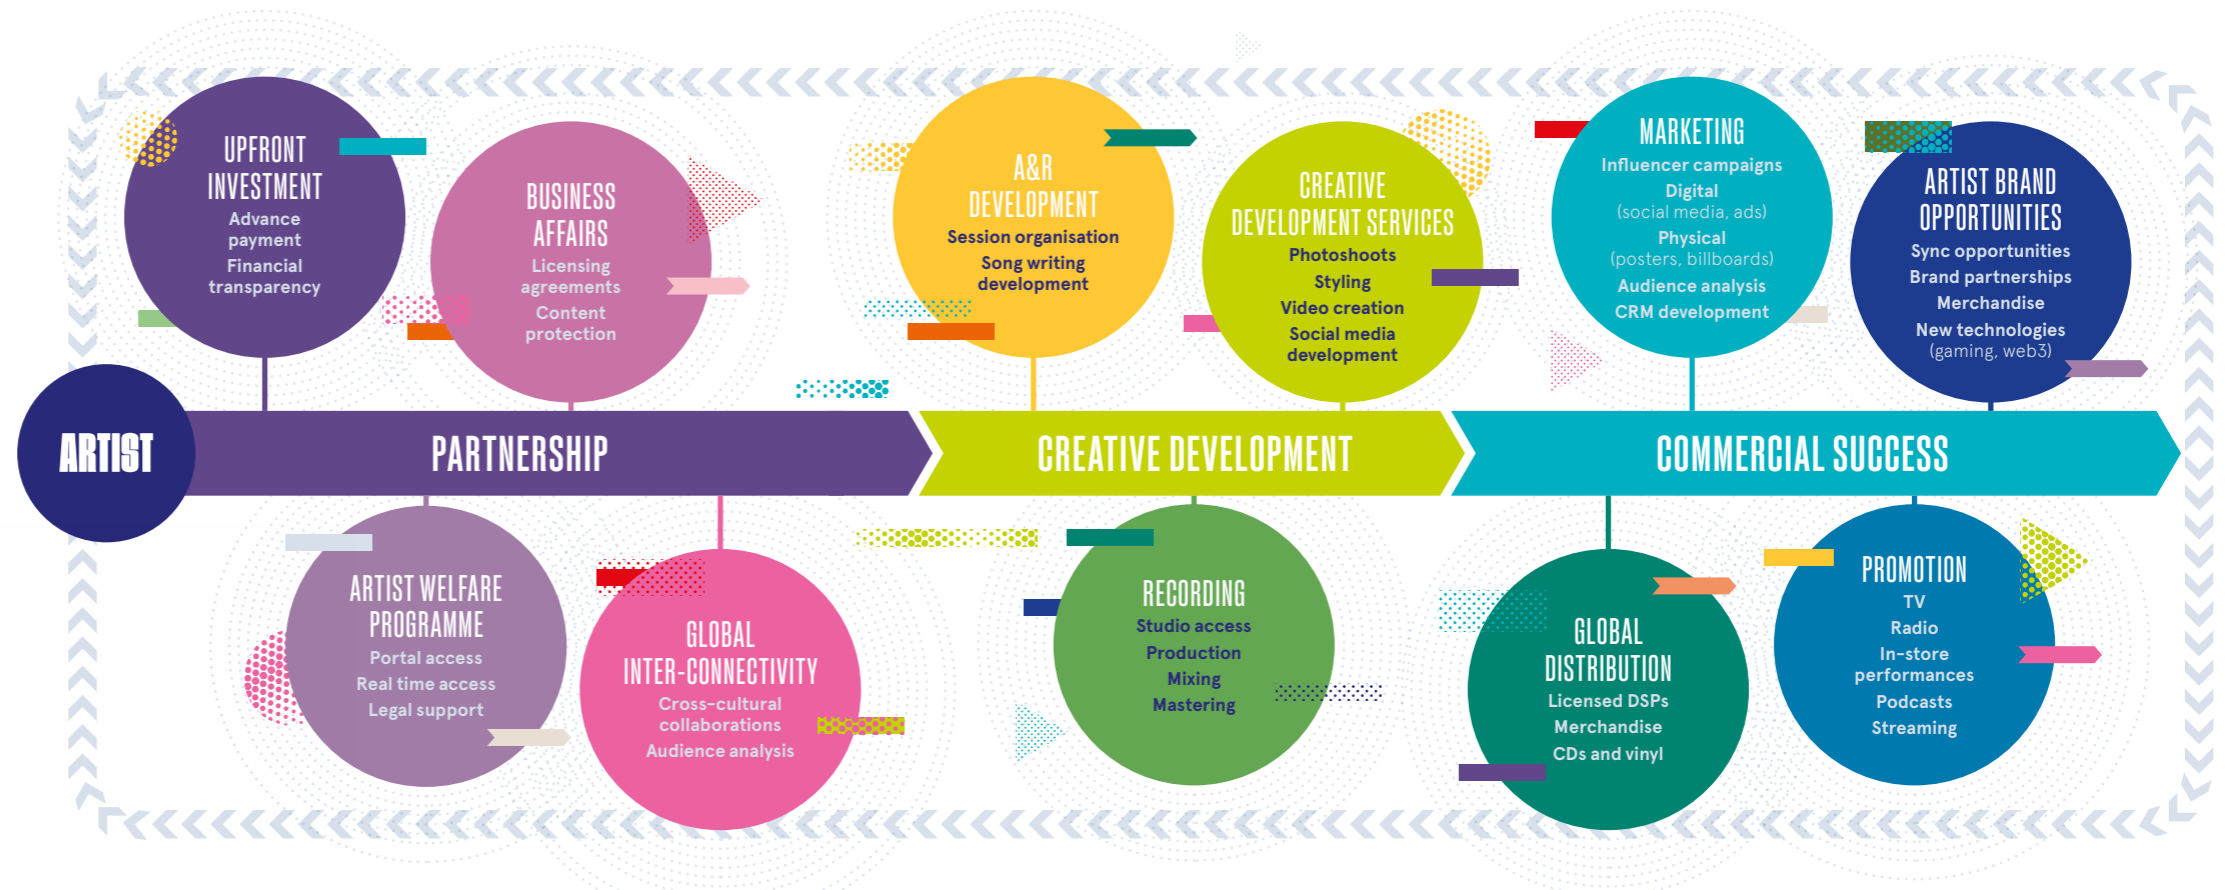 UPFRONT
INVESTMENT
Advance
payment
Financial
transparency
BUSINESS
AFFAIRS
Licensing
agreements
Content
protection
A&R
DEVELOPMENT
Session organisation
Song writing
development
CREATIVE
DEVELOPMENT SERVICES
Photoshoots
Styling
Video creation
Social media
development
MARKETING
Influencer campaigns
Digital
(social media, ads)
Physical
(posters, billboards)
Audience analysis
CRM development
ARTIST BRAND
OPPORTUNITIES
Sync opportunities
Brand partnerships
Merchandise
New technologies
(gaming, web3)
ARTIST
PARTNERSHIP
CREATIVE DEVELOPMENT
COMMERCIAL SUCCESS
ARTIST WELFARE
PROGRAMME
Portal access
Real time access
Legal support
GLOBAL
INTER-CONNECTIVITY
Cross-cultural
collaborations
Audience analysis
RECORDING
Studio access
Production
Mixing
Mastering
GLOBAL
DISTRIBUTION
Licensed DSPs
Merchandise
CDs and vinyl
PROMOTION
TV
Radio
In-store
performances
Podcasts
Streaming